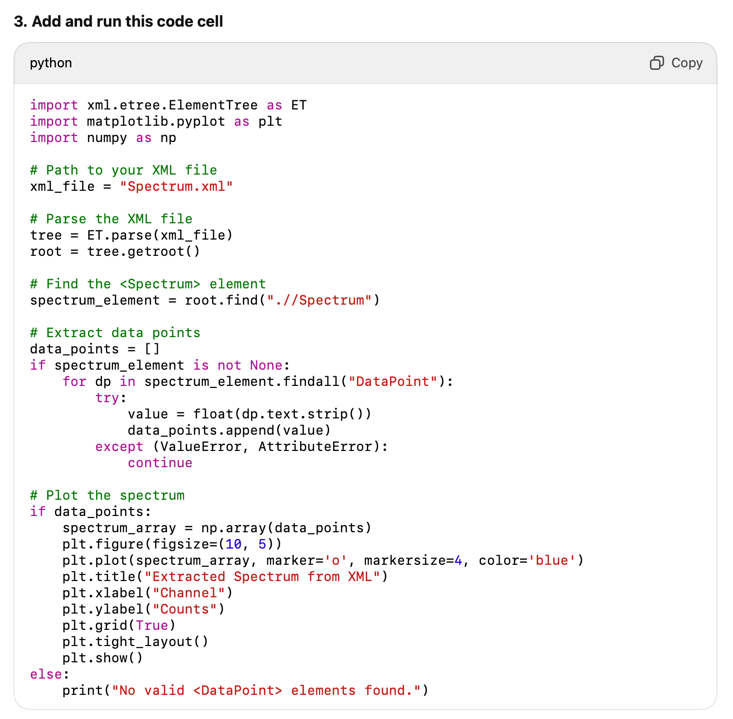 3. Add and run this code cell
python
Copy
import xml.etree.ElementTree as ET
import matplotlib.pyplot as plt
import numpy as np

# Path to your XML file
xml_file = "Spectrum.xml"

# Parse the XML file
tree = ET.parse(xml_file)
root = tree.getroot()

# Find the <Spectrum> element
spectrum_element = root.find(".//Spectrum")

# Extract data points
data_points = []
if spectrum_element is not None:
    for dp in spectrum_element.findall("DataPoint"):
        try:
            value = float(dp.text.strip())
            data_points.append(value)
        except (ValueError, AttributeError):
            continue

# Plot the spectrum
if data_points:
    spectrum_array = np.array(data_points)
    plt.figure(figsize=(10, 5))
    plt.plot(spectrum_array, marker='o', markersize=4, color='blue')
    plt.title("Extracted Spectrum from XML")
    plt.xlabel("Channel")
    plt.ylabel("Counts")
    plt.grid(True)
    plt.tight_layout()
    plt.show()
else:
    print("No valid <DataPoint> elements found.")